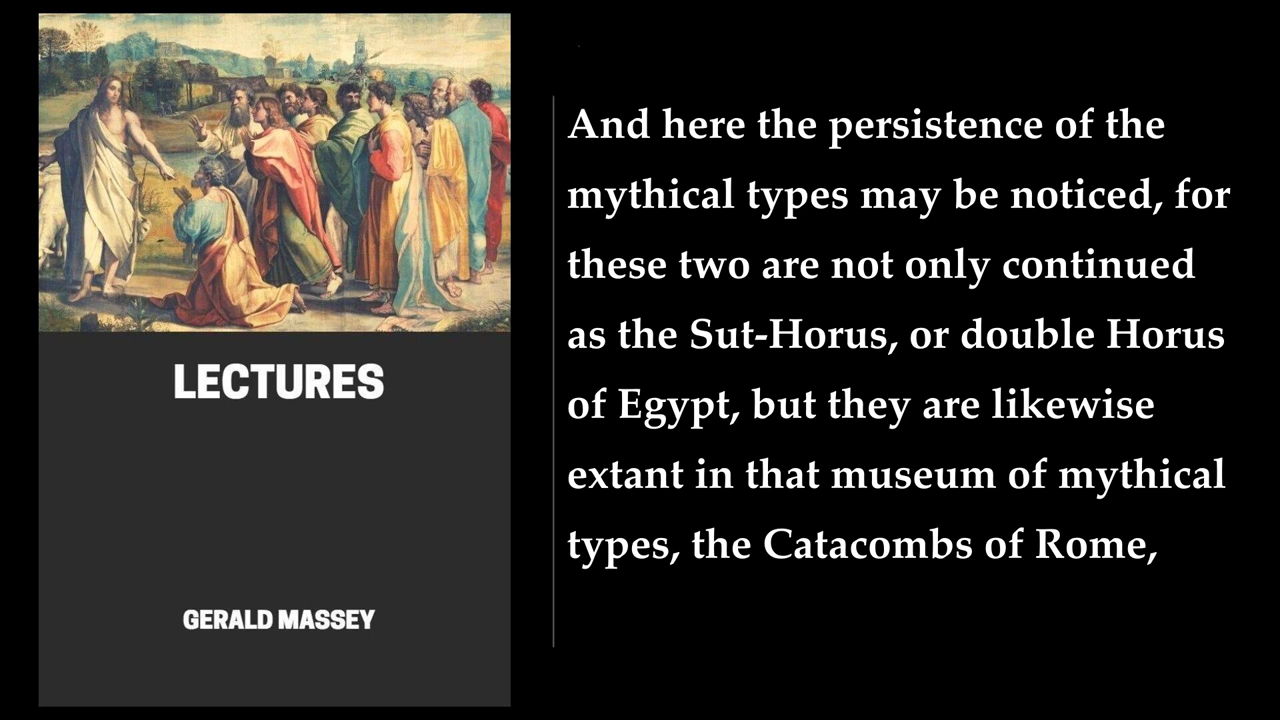 LECTURES
GERALD MASSEY
And here the persistence of the
mythical types may be noticed, for
these two are not only continued
as the Sut-Horus, or double Horus
of Egypt, but they are likewise
extant in that museum of mythical
types, the Catacombs of Rome,